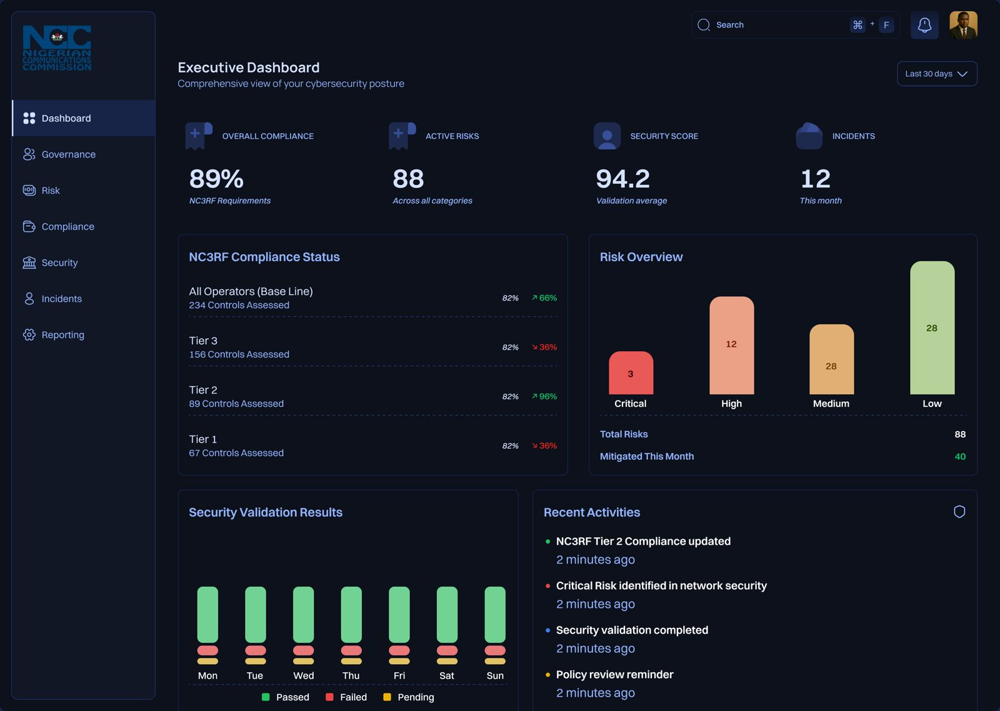 NCC
NIGERIAN
COMMUNICATIONS
COMMISSION
Search
⌘ + F
Executive Dashboard
Comprehensive view of your cybersecurity posture
Last 30 days
Dashboard
Governance
Risk
Compliance
Security
Incidents
Reporting
OVERALL COMPLIANCE
89%
NC3RF Requirements
ACTIVE RISKS
88
Across all categories
SECURITY SCORE
94.2
Validation average
INCIDENTS
12
This month
NC3RF Compliance Status
All Operators (Base Line)
234 Controls Assessed
82% ↗ 66%
Tier 3
156 Controls Assessed
82% ↘ 36%
Tier 2
89 Controls Assessed
82% ↗ 96%
Tier 1
67 Controls Assessed
82% ↘ 36%
Risk Overview
3 12 28 28
Critical High Medium Low
Total Risks 88
Mitigated This Month 40
Security Validation Results
Mon Tue Wed Thu Fri Sat Sun
Passed Failed Pending
Recent Activities
NC3RF Tier 2 Compliance updated
2 minutes ago
Critical Risk identified in network security
2 minutes ago
Security validation completed
2 minutes ago
Policy review reminder
2 minutes ago